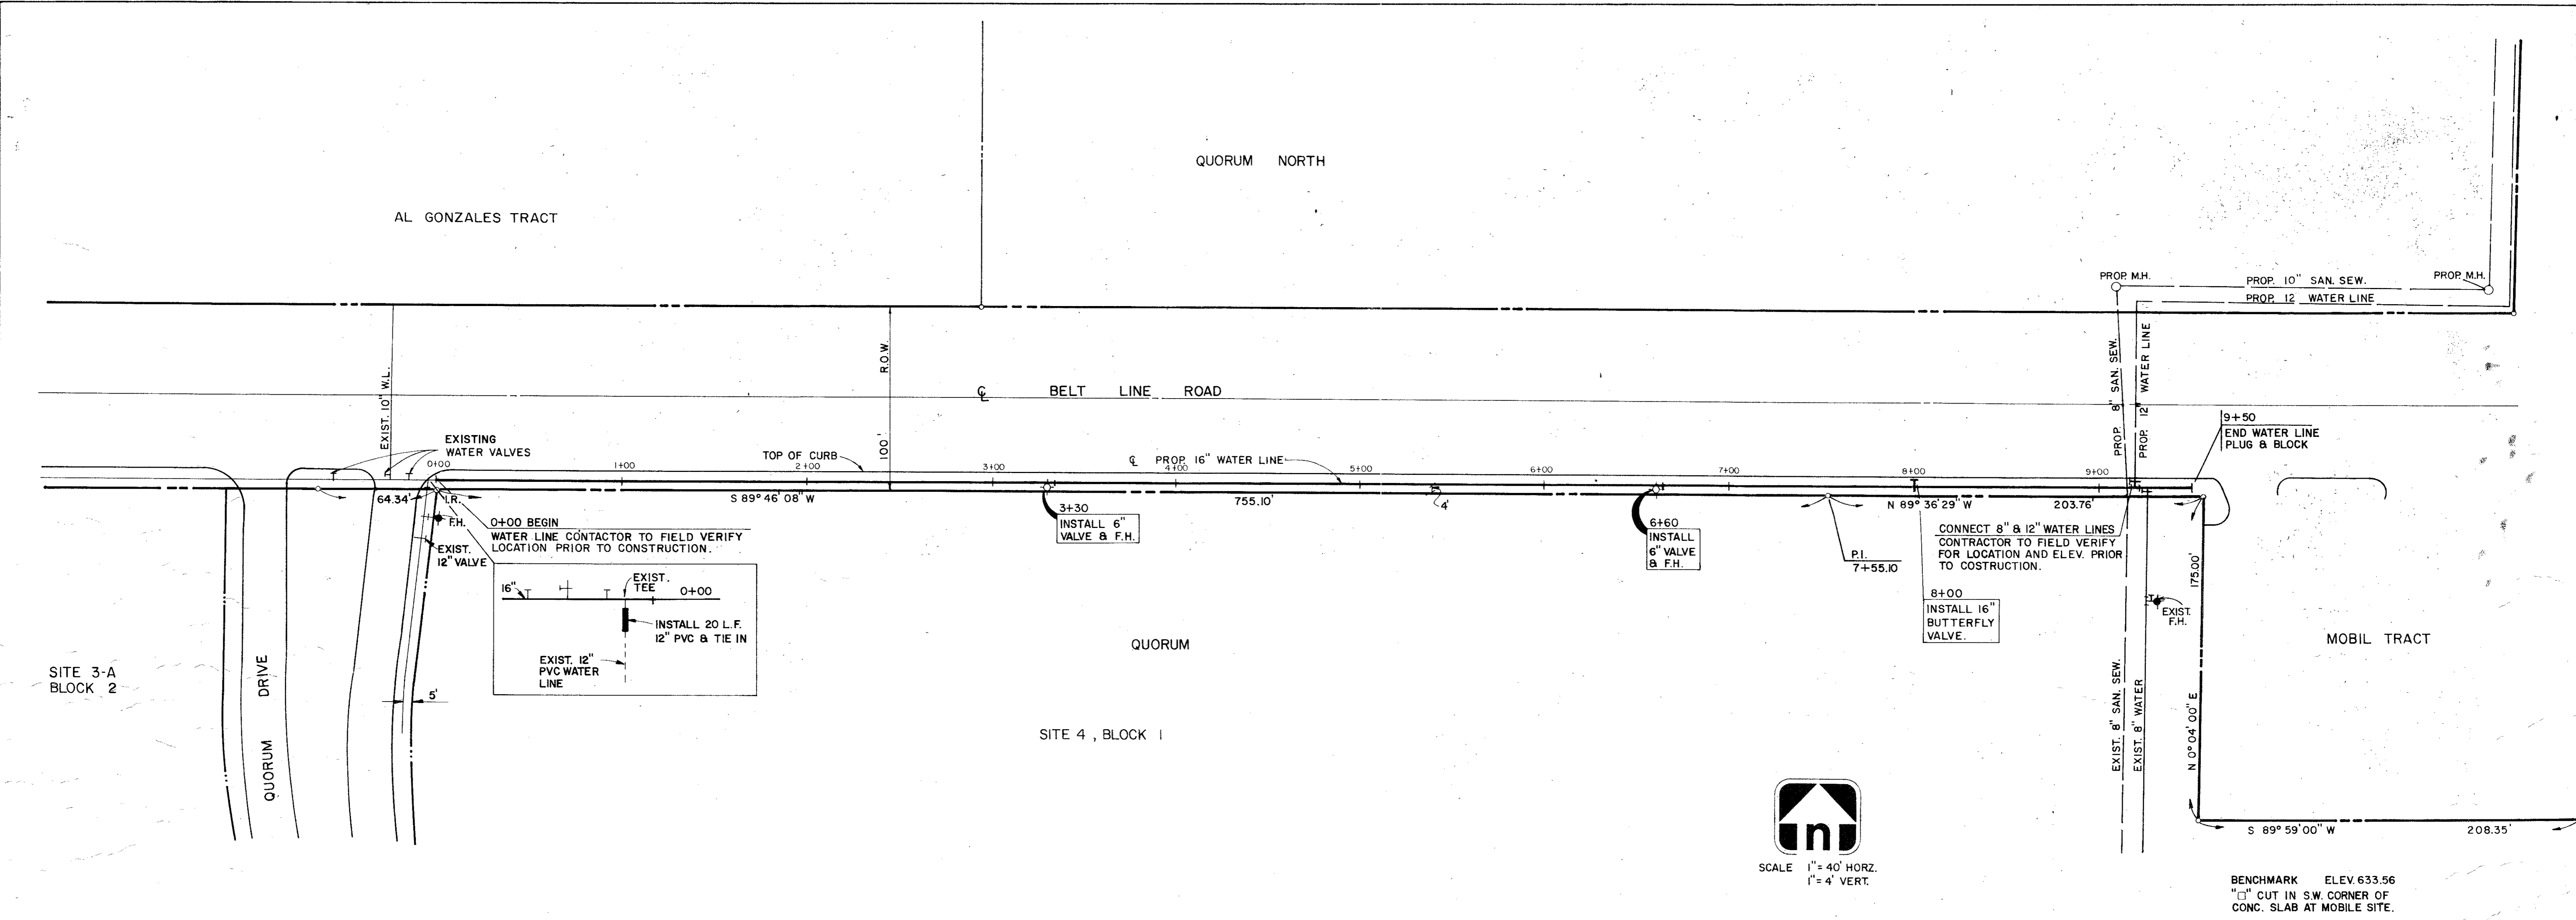 QUORUM NORTH
AL GONZALES TRACT
PROP. M.H.
PROP. 10" SAN. SEW.
PROP. M.H.
PROP. 12 WATER LINE
EXIST. 10" W.L.
R.O.W.
100'
℄ BELT LINE ROAD
PROP. 8" SAN. SEW.
PROP. 12" WATER LINE
9+50
END WATER LINE
PLUG & BLOCK
EXISTING
WATER VALVES
TOP OF CURB
℄ PROP. 16" WATER LINE
0+00
1+00
2+00
3+00
4+00
5+00
6+00
7+00
8+00
9+00
64.34'
I.R.
S 89° 46' 08" W
755.10'
4'
N 89° 36' 29" W
203.76'
F.H.
EXIST.
12" VALVE
0+00 BEGIN
WATER LINE CONTACTOR TO FIELD VERIFY
LOCATION PRIOR TO CONSTRUCTION.
3+30
INSTALL 6"
VALVE & F.H.
6+60
INSTALL
6" VALVE
& F.H.
P.I.
7+55.10
CONNECT 8" & 12" WATER LINES
CONTRACTOR TO FIELD VERIFY
FOR LOCATION AND ELEV. PRIOR
TO COSTRUCTION.
8+00
INSTALL 16"
BUTTERFLY
VALVE.
16"
EXIST.
TEE
0+00
INSTALL 20 L.F.
12" PVC & TIE IN
EXIST. 12"
PVC WATER
LINE
175.00'
EXIST.
F.H.
MOBIL TRACT
QUORUM
SITE 3-A
BLOCK 2
QUORUM DRIVE
5'
SITE 4 , BLOCK 1
EXIST. 8" SAN. SEW.
EXIST. 8" WATER
N 0° 04' 00" E
n
SCALE 1"= 40' HORZ.
1"= 4' VERT.
S 89° 59' 00" W
208.35'
BENCHMARK ELEV. 633.56
"□" CUT IN S.W. CORNER OF
CONC. SLAB AT MOBILE SITE.